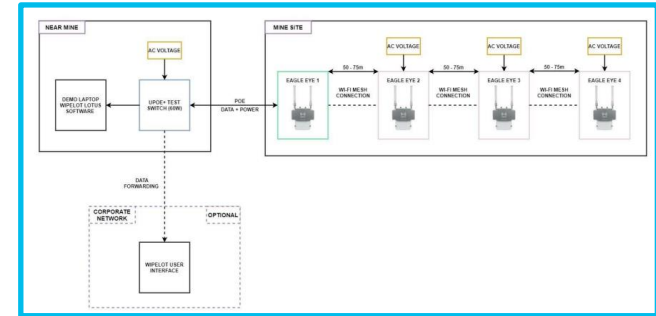 NEAR MINE
AC VOLTAGE
DEMO LAPTOP
WIPELOT LOTUS
SOFTWARE
UPOE+ TEST
SWITCH (60W)
POE
DATA + POWER
MINE SITE
AC VOLTAGE
AC VOLTAGE
AC VOLTAGE
50 - 75m
50 - 75m
50 - 75m
EAGLE EYE 1
EAGLE EYE 2
EAGLE EYE 3
EAGLE EYE 4
WI-FI MESH
CONNECTION
WI-FI MESH
CONNECTION
WI-FI MESH
CONNECTION
DATA
FORWARDING
CORPORATE
NETWORK
OPTIONAL
WIPELOT USER
INTERFACE